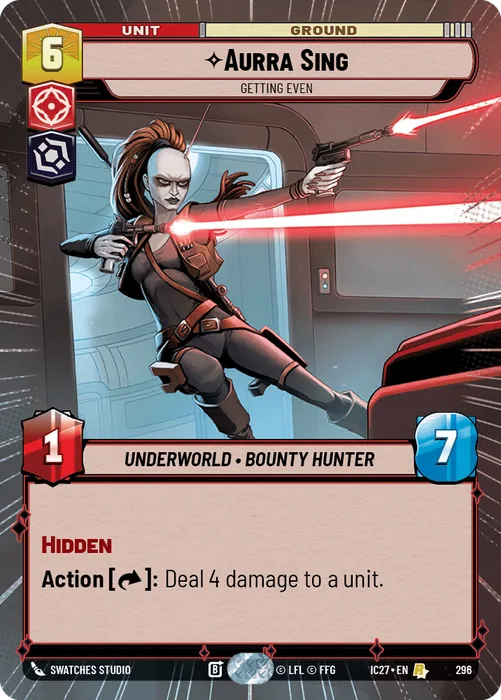 UNIT
GROUND
6
AURRA SING
GETTING EVEN
1
UNDERWORLD • BOUNTY HUNTER
7
HIDDEN
Action [ ]: Deal 4 damage to a unit.
SWATCHES STUDIO
B
© LFL © FFG
IC27 • EN
R
296